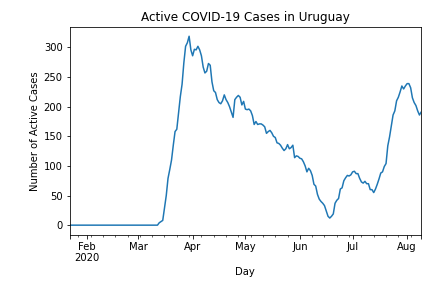 Active COVID-19 Cases in Uruguay
Number of Active Cases
300
250
200
150
100
50
0
Feb
2020
Mar
Apr
May
Jun
Jul
Aug
Day